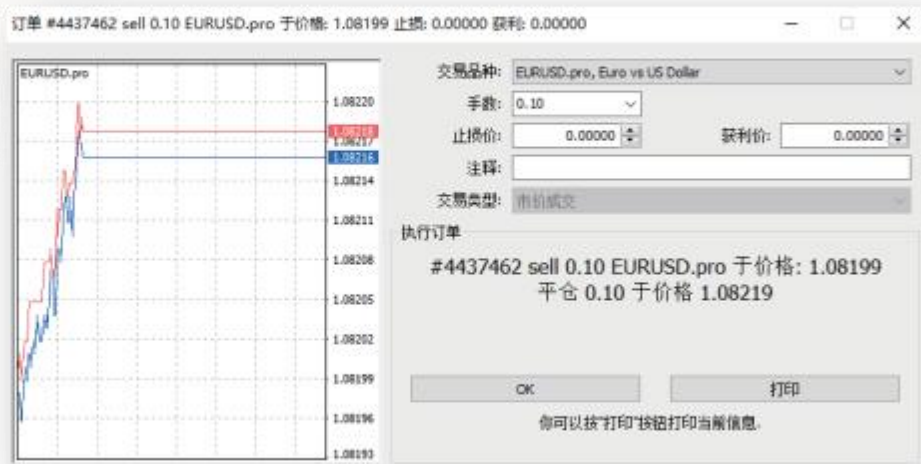 订单 #4437462 sell 0.10 EURUSD.pro 于价格: 1.08199 止损: 0.00000 获利: 0.00000
EURUSD.pro
1.08220
1.08218
1.08217
1.08216
1.08214
1.08211
1.08208
1.08205
1.08202
1.08199
1.08196
1.08193
交易品种: EURUSD.pro, Euro vs US Dollar
手数: 0.10
止损价: 0.00000 获利价: 0.00000
注释:
交易类型: 市价成交
执行订单
#4437462 sell 0.10 EURUSD.pro 于价格: 1.08199
平仓 0.10 于价格 1.08219
OK 打印
你可以按"打印"按钮打印当前信息.